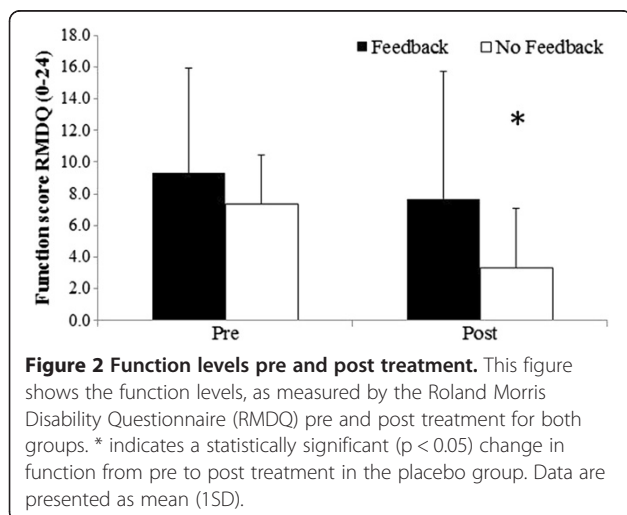 18.0
16.0
14.0
12.0
10.0
8.0
6.0
4.0
2.0
0.0
Function score RMDQ (0-24)
Feedback No Feedback
*
Pre Post
Figure 2 Function levels pre and post treatment. This figure
shows the function levels, as measured by the Roland Morris
Disability Questionnaire (RMDQ) pre and post treatment for both
groups. * indicates a statistically significant (p < 0.05) change in
function from pre to post treatment in the placebo group. Data are
presented as mean (1SD).